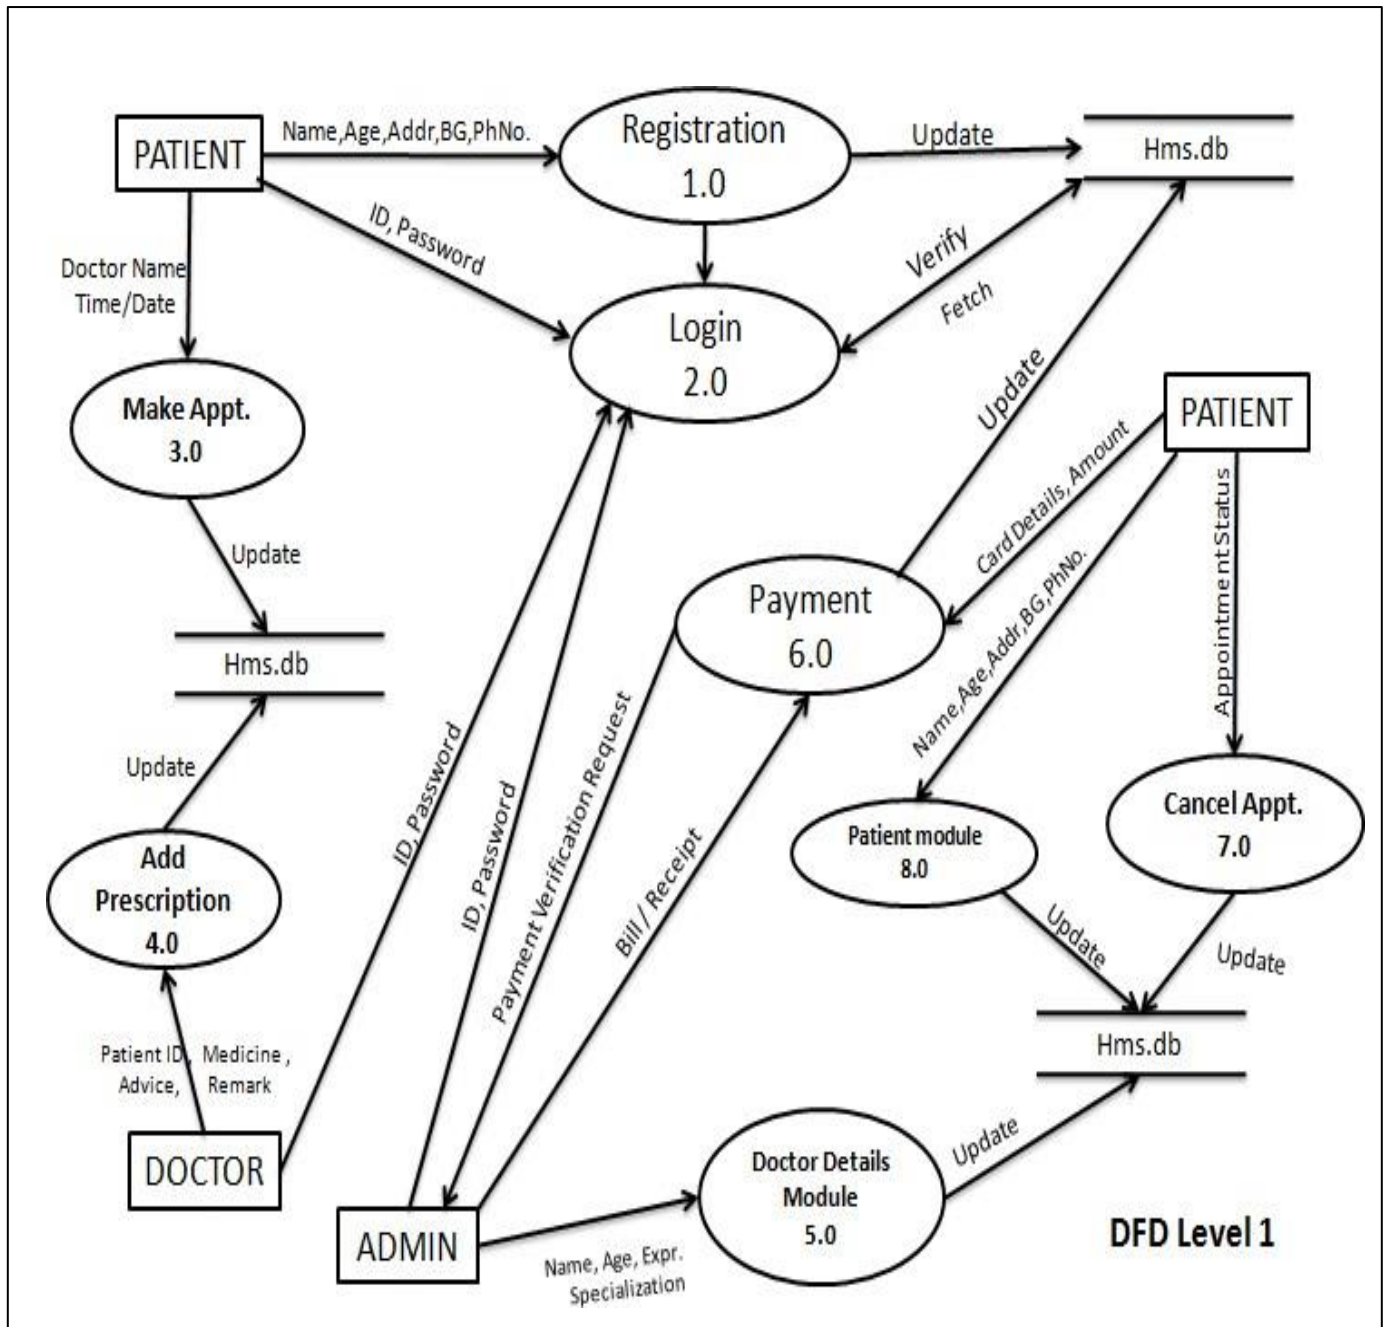 Name,Age,Addr,BG,PhNo.
Registration
1.0
Update
Hms.db
PATIENT
ID, Password
Verify
Fetch
Doctor Name
Time/Date
Login
2.0
Update
PATIENT
Make Appt.
3.0
Card Details, Amount
AppointmentStatus
Update
Name,Age,Addr,BG,PhNo.
Payment
6.0
Hms.db
Update
ID, Password
ID, Password
Payment Verification Request
Bill / Receipt
Patient module
8.0
Cancel Appt.
7.0
Add
Prescription
4.0
Update
Update
Patient ID, Medicine ,
Advice, Remark
Hms.db
DOCTOR
Doctor Details
Module
5.0
Update
ADMIN
Name, Age, Expr.
Specialization
DFD Level 1